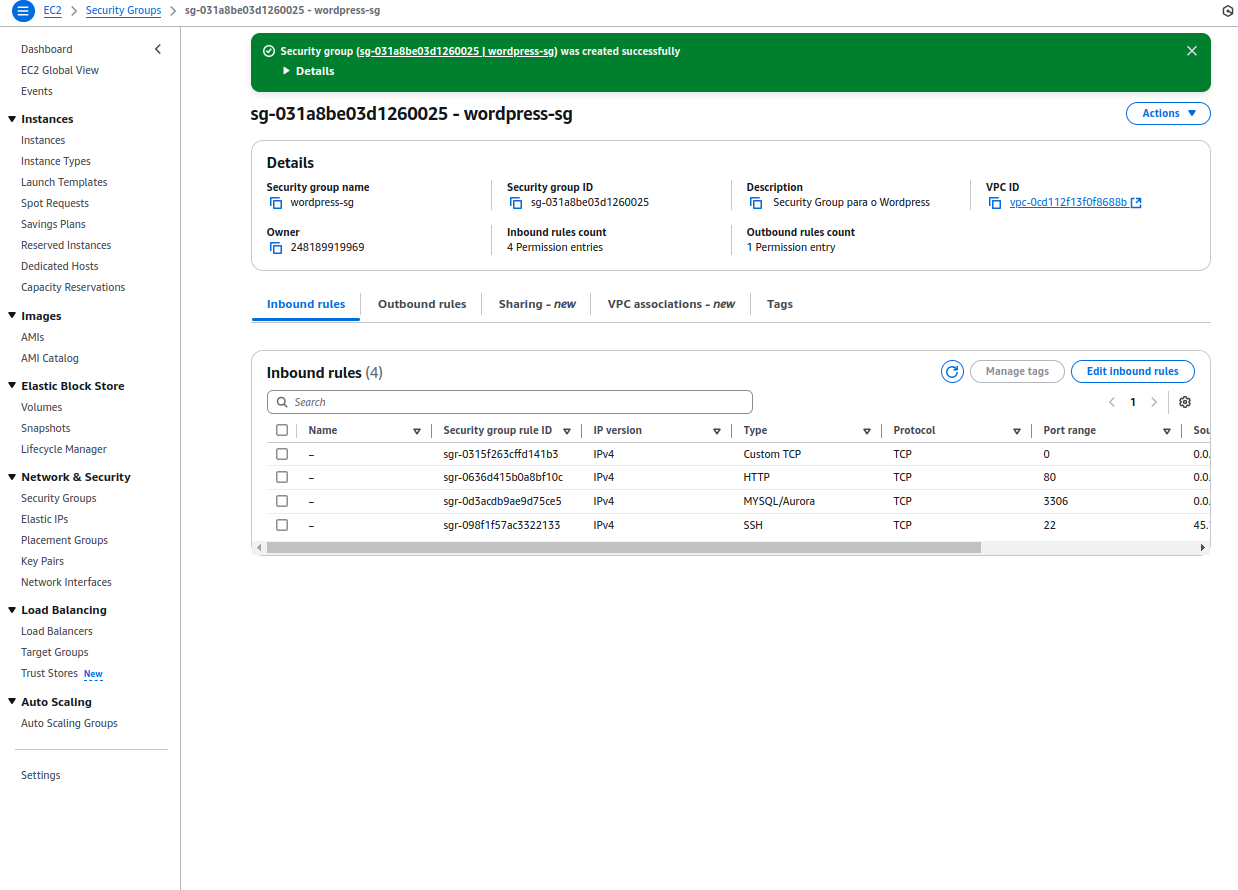 EC2 > Security Groups > sg-031a8be03d1260025 - wordpress-sg
Dashboard
EC2 Global View
Events
Instances
Instances
Instance Types
Launch Templates
Spot Requests
Savings Plans
Reserved Instances
Dedicated Hosts
Capacity Reservations
Images
AMIs
AMI Catalog
Elastic Block Store
Volumes
Snapshots
Lifecycle Manager
Network & Security
Security Groups
Elastic IPs
Placement Groups
Key Pairs
Network Interfaces
Load Balancing
Load Balancers
Target Groups
Trust Stores New
Auto Scaling
Auto Scaling Groups
Settings
Security group (sg-031a8be03d1260025 | wordpress-sg) was created successfully
Details
sg-031a8be03d1260025 - wordpress-sg
Actions
Details
Security group name
wordpress-sg
Security group ID
sg-031a8be03d1260025
Description
Security Group para o Wordpress
VPC ID
vpc-0cd112f13f0f8688b
Owner
248189919969
Inbound rules count
4 Permission entries
Outbound rules count
1 Permission entry
Inbound rules Outbound rules Sharing - new VPC associations - new Tags
Inbound rules (4)
Manage tags Edit inbound rules
Search
1
Name Security group rule ID IP version Type Protocol Port range Sou
– sgr-0315f263cffd141b3 IPv4 Custom TCP TCP 0 0.0.
– sgr-0636d415b0a8bf10c IPv4 HTTP TCP 80 0.0.
– sgr-0d3acdb9ae9d75ce5 IPv4 MYSQL/Aurora TCP 3306 0.0.
– sgr-098f1f57ac3322133 IPv4 SSH TCP 22 45.